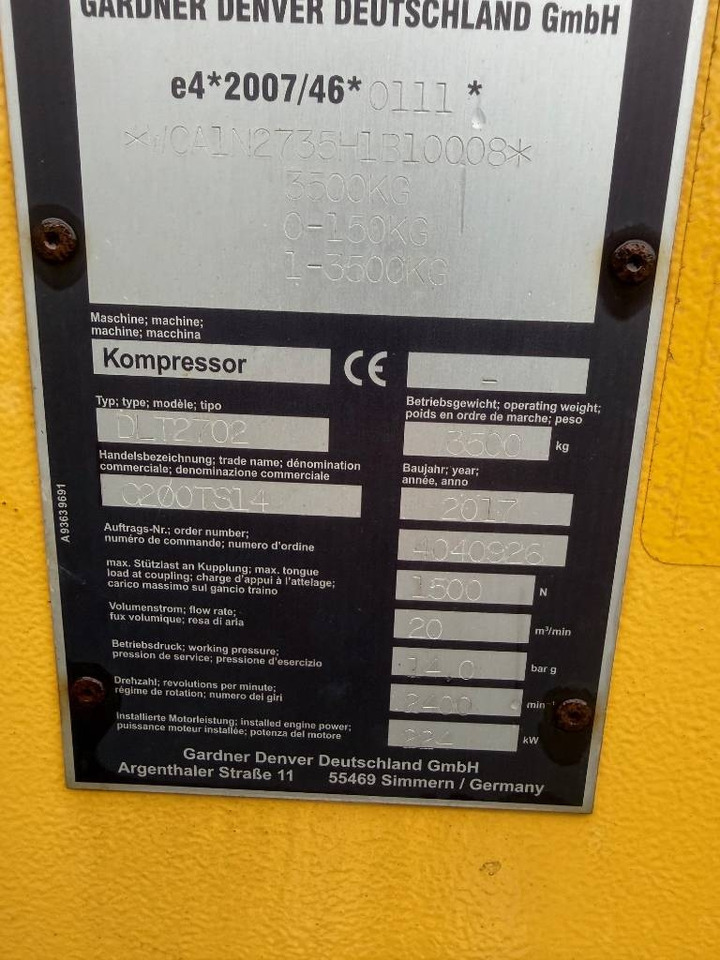 GARDNER DENVER DEUTSCHLAND GmbH
e4*2007/46* 0111 *
*WCA1N2735H1B10008*
3500KG
0-150KG
1-3500KG
Maschine; machine;
machine; macchina
Kompressor
CE
-
Typ; type; modèle; tipo
DLT2702
Betriebsgewicht; operating weight;
poids en ordre de marche; peso
3500 kg
Handelsbezeichnung; trade name; dénomination
commerciale; denominazione commerciale
C200TS14
Baujahr; year;
année, anno
2017
Auftrags-Nr.; order number;
numéro de commande; numero d'ordine
4040926
max. Stützlast an Kupplung; max. tongue
load at coupling; charge d'appui à l'attelage;
carico massimo sul gancio traino
1500 N
Volumenstrom; flow rate;
fux volumique; resa di aria
20 m³/min
Betriebsdruck; working pressure;
pression de service; pressione d'esercizio
14,0 bar g
Drehzahl; revolutions per minute;
régime de rotation; numero dei giri
2400 min⁻¹
Installierte Motorleistung; installed engine power;
puissance moteur installée; potenza del motore
224 kW
Gardner Denver Deutschland GmbH
Argenthaler Straße 11 55469 Simmern / Germany
A93639691